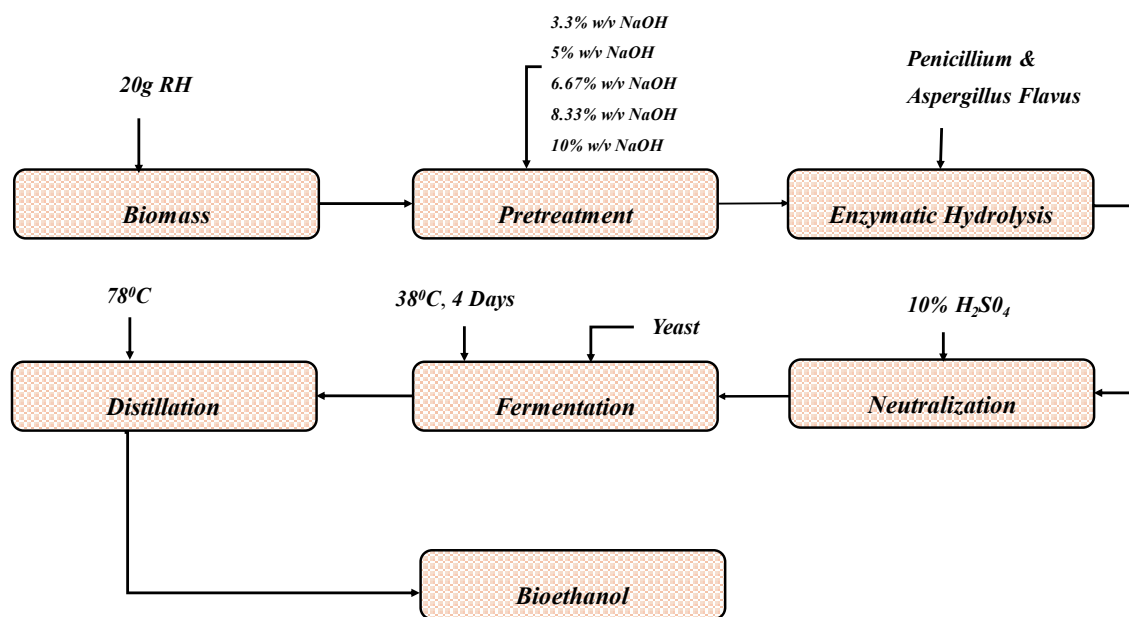 20g RH
3.3% w/v NaOH
5% w/v NaOH
6.67% w/v NaOH
8.33% w/v NaOH
10% w/v NaOH
Penicillium &
Aspergillus Flavus
Biomass
Pretreatment
Enzymatic Hydrolysis
78⁰C
38⁰C, 4 Days
Yeast
10% H₂S0₄
Distillation
Fermentation
Neutralization
Bioethanol